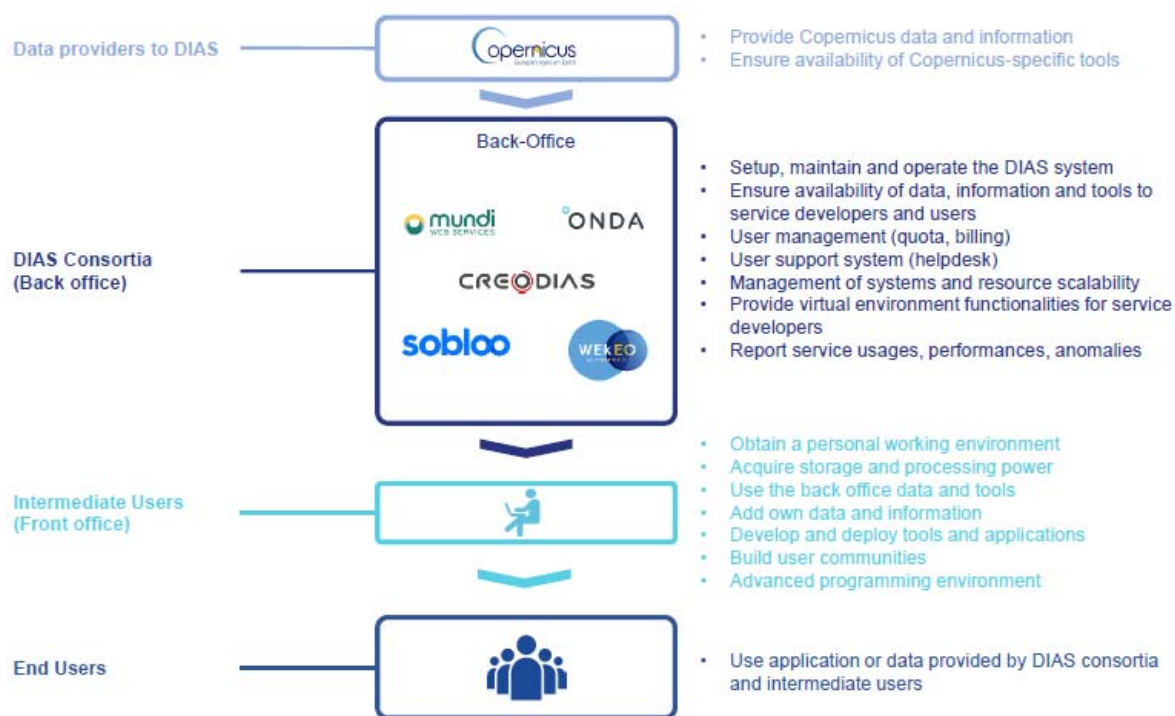 Data providers to DIAS
Copernicus
Europe's eyes on Earth
• Provide Copernicus data and information
• Ensure availability of Copernicus-specific tools
DIAS Consortia
(Back office)
Back-Office
mundi
WEB SERVICES
ONDA
CREODIAS
sobloo
WEkEO
• Setup, maintain and operate the DIAS system
• Ensure availability of data, information and tools to
service developers and users
• User management (quota, billing)
• User support system (helpdesk)
• Management of systems and resource scalability
• Provide virtual environment functionalities for service
developers
• Report service usages, performances, anomalies
Intermediate Users
(Front office)
• Obtain a personal working environment
• Acquire storage and processing power
• Use the back office data and tools
• Add own data and information
• Develop and deploy tools and applications
• Build user communities
• Advanced programming environment
End Users
• Use application or data provided by DIAS consortia
and intermediate users